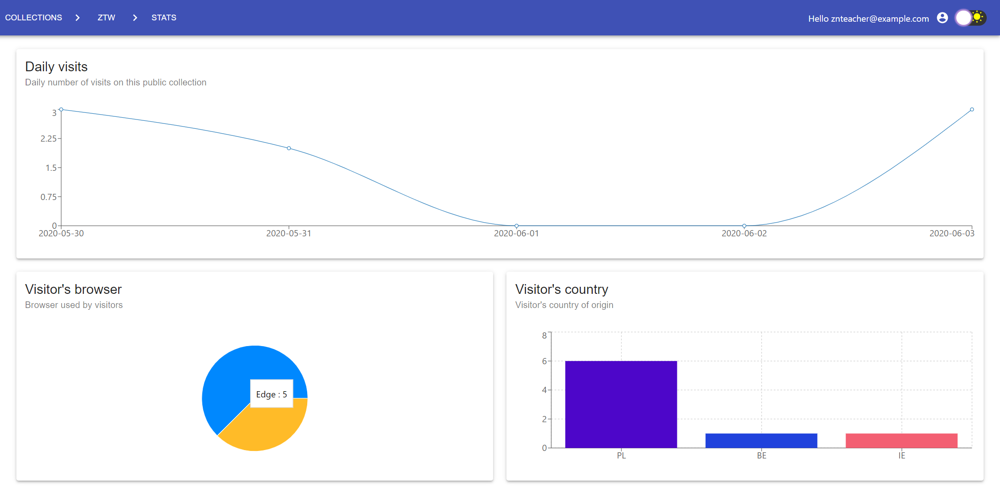 COLLECTIONS > ZTW > STATS
Hello znteacher@example.com
Daily visits
Daily number of visits on this public collection
3
2.25
1.5
0.75
0
2020-05-30 2020-05-31 2020-06-01 2020-06-02 2020-06-03
Visitor's browser
Browser used by visitors
Edge : 5
Visitor's country
Visitor's country of origin
8
6
4
2
0
PL BE IE